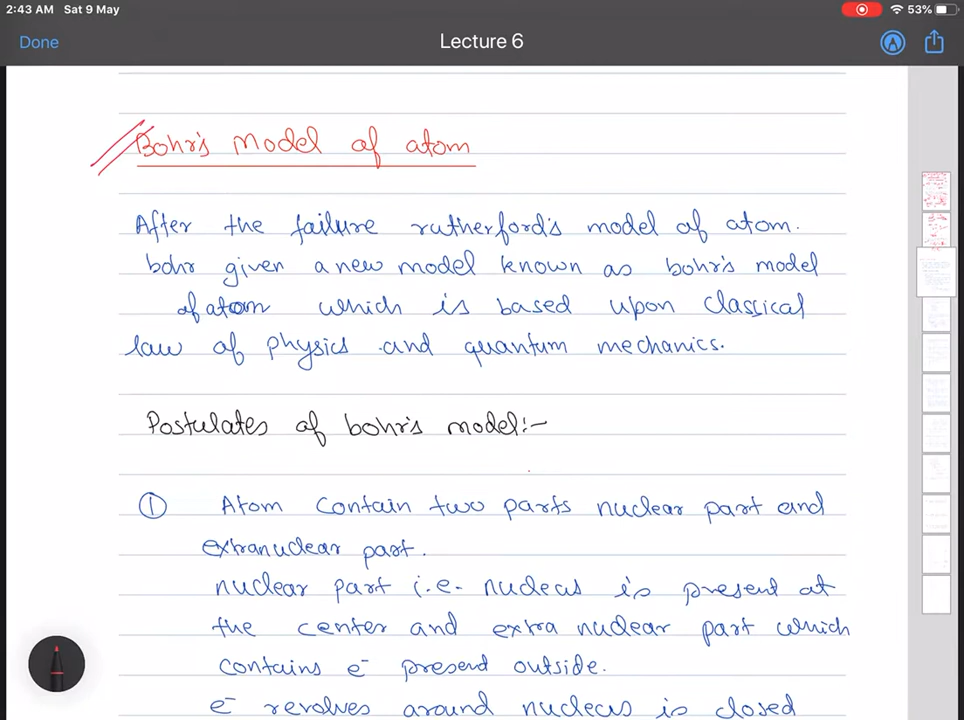 2:43 AM Sat 9 May 53%
Done Lecture 6
Bohr's Model of atom
After the failure rutherford's model of atom.
bohr given a new model known as bohr's model
of atom which is based upon classical
law of physics and quantum mechanics.
Postulates of bohr's model:-
① Atom contain two parts nuclear part and
extranuclear part.
nuclear part i.e. nucleus is present at
the center and extra nuclear part which
contains e⁻ present outside.
e⁻ revolves around nucleus is closed